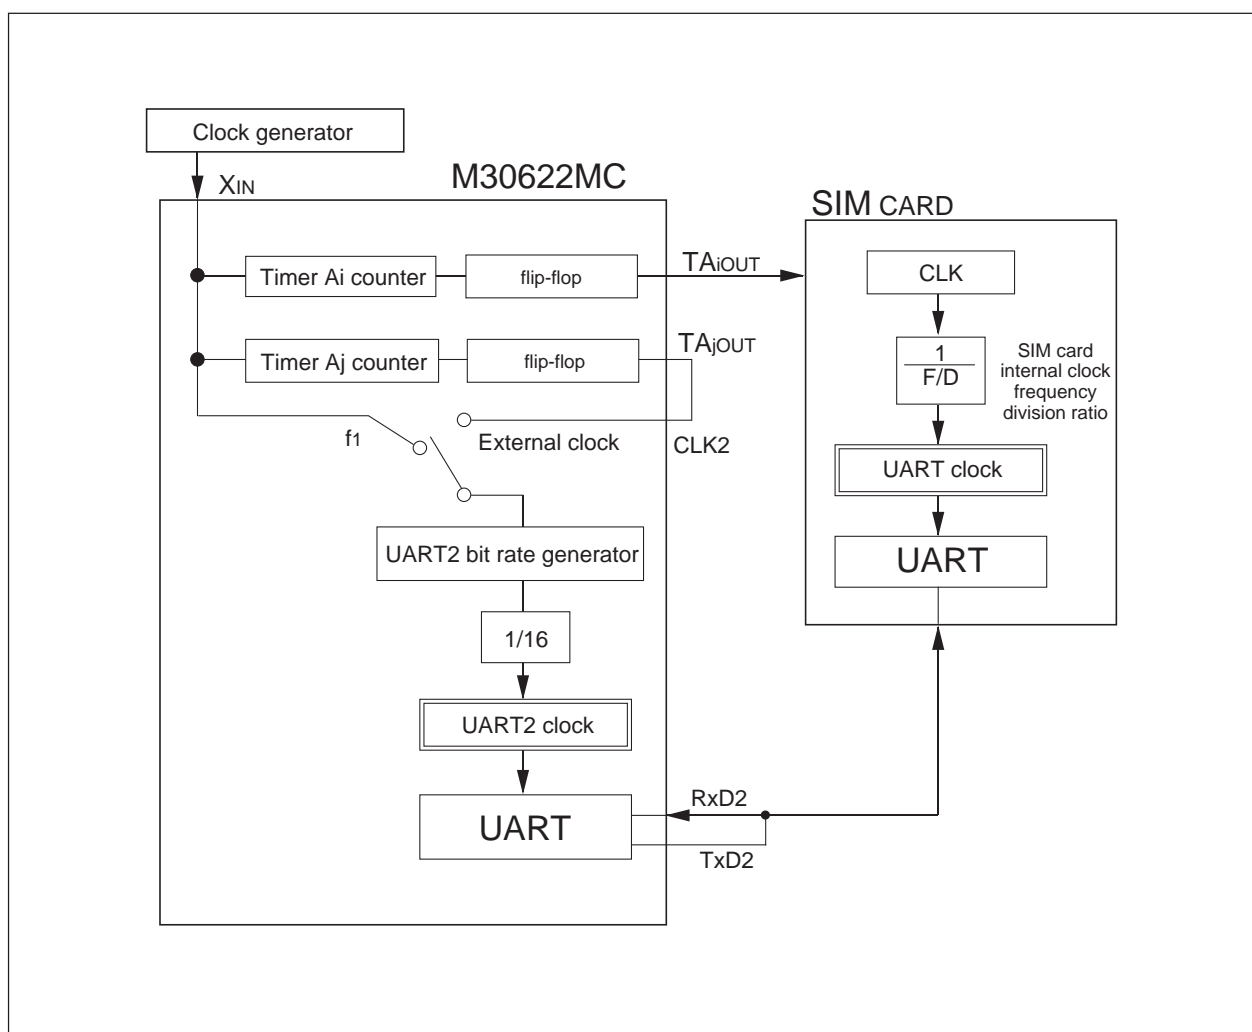 Clock generator
XIN
M30622MC
SIM CARD
Timer Ai counter
flip-flop
TAiOUT
CLK
Timer Aj counter
flip-flop
TAjOUT
1
F/D
SIM card
internal clock
frequency
division ratio
f1
External clock
CLK2
UART clock
UART2 bit rate generator
UART
1/16
UART2 clock
UART
RxD2
TxD2